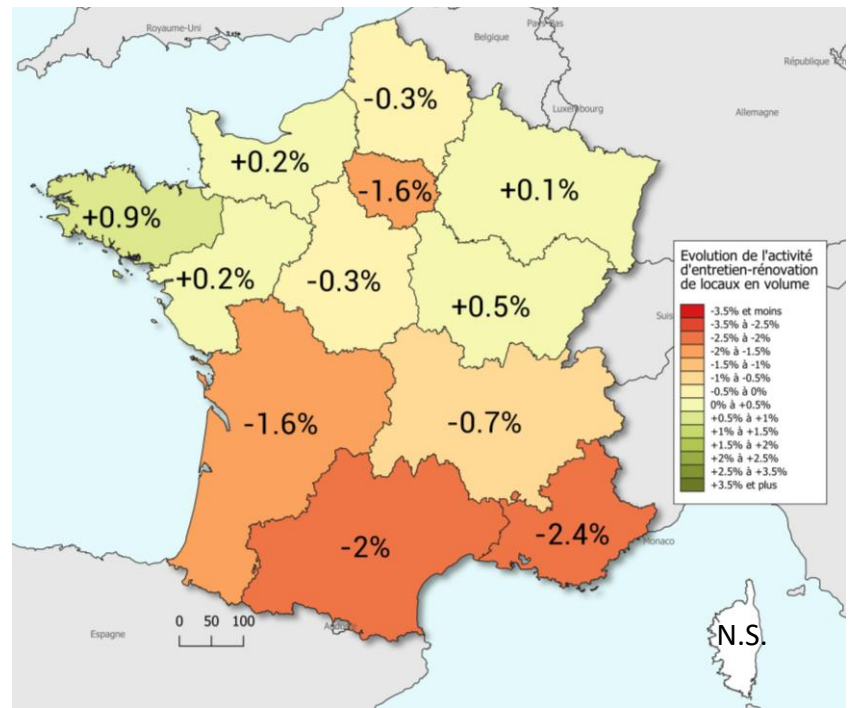 Royaume-Uni
Pays-Bas
Belgique
République
Luxembourg
Allemagne
-0.3%
+0.2%
-1.6%
+0.1%
+0.9%
+0.2%
-0.3%
+0.5%
Evolution de l'activité
d'entretien-rénovation
de locaux en volume
-3.5% et moins
-3.5% à -2.5%
-2.5% à -2%
-2% à -1.5%
-1.5% à -1%
-1% à -0.5%
-0.5% à 0%
0% à +0.5%
+0.5% à +1%
+1% à +1.5%
+1.5% à +2%
+2% à +2.5%
+2.5% à +3.5%
+3.5% et plus
-1.6%
-0.7%
-2%
-2.4%
Monaco
0 50 100
Espagne
N.S.